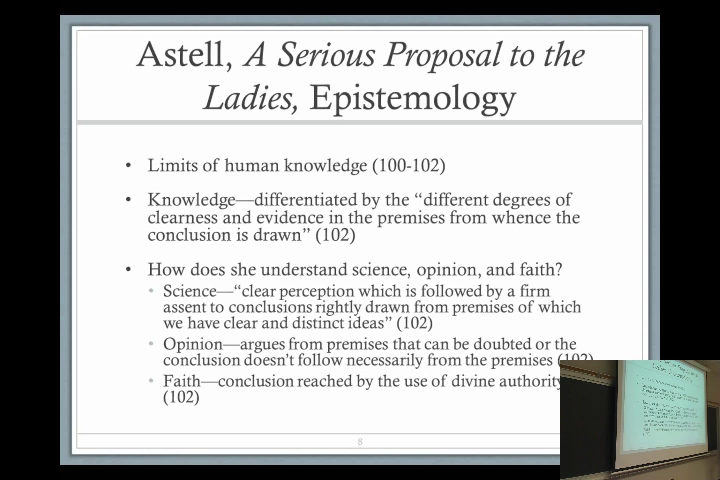 Astell, A Serious Proposal to the
Ladies, Epistemology
• Limits of human knowledge (100-102)
• Knowledge—differentiated by the “different degrees of
clearness and evidence in the premises from whence the
conclusion is drawn” (102)
• How does she understand science, opinion, and faith?
• Science—“clear perception which is followed by a firm
assent to conclusions rightly drawn from premises of which
we have clear and distinct ideas” (102)
• Opinion—argues from premises that can be doubted or the
conclusion doesn’t follow necessarily from the premises (102)
• Faith—conclusion reached by the use of divine authority
(102)
8